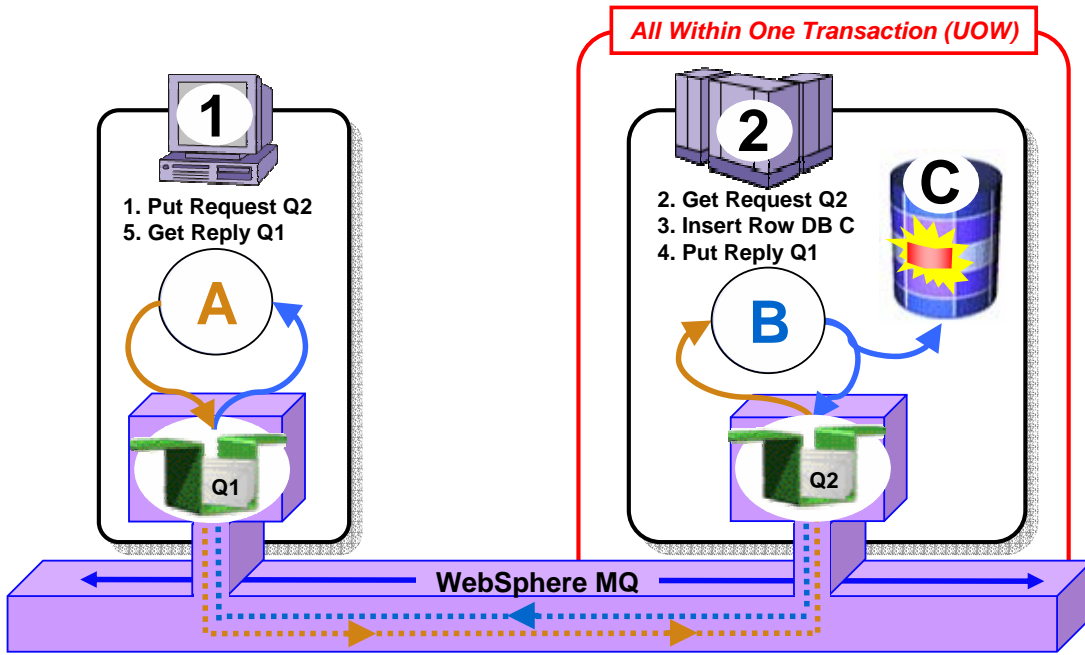 All Within One Transaction (UOW)
1
2
C
1. Put Request Q2
5. Get Reply Q1
2. Get Request Q2
3. Insert Row DB C
4. Put Reply Q1
A
B
Q1
Q2
WebSphere MQ